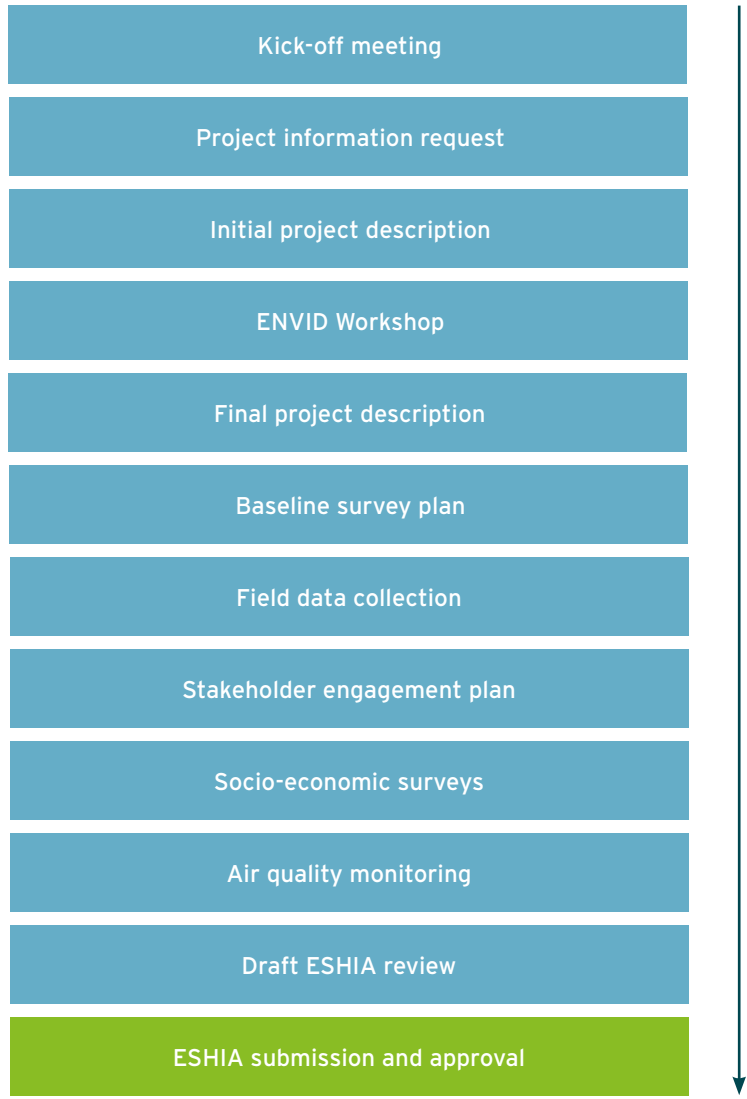 Kick-off meeting
Project information request
Initial project description
ENVID Workshop
Final project description
Baseline survey plan
Field data collection
Stakeholder engagement plan
Socio-economic surveys
Air quality monitoring
Draft ESHIA review
ESHIA submission and approval